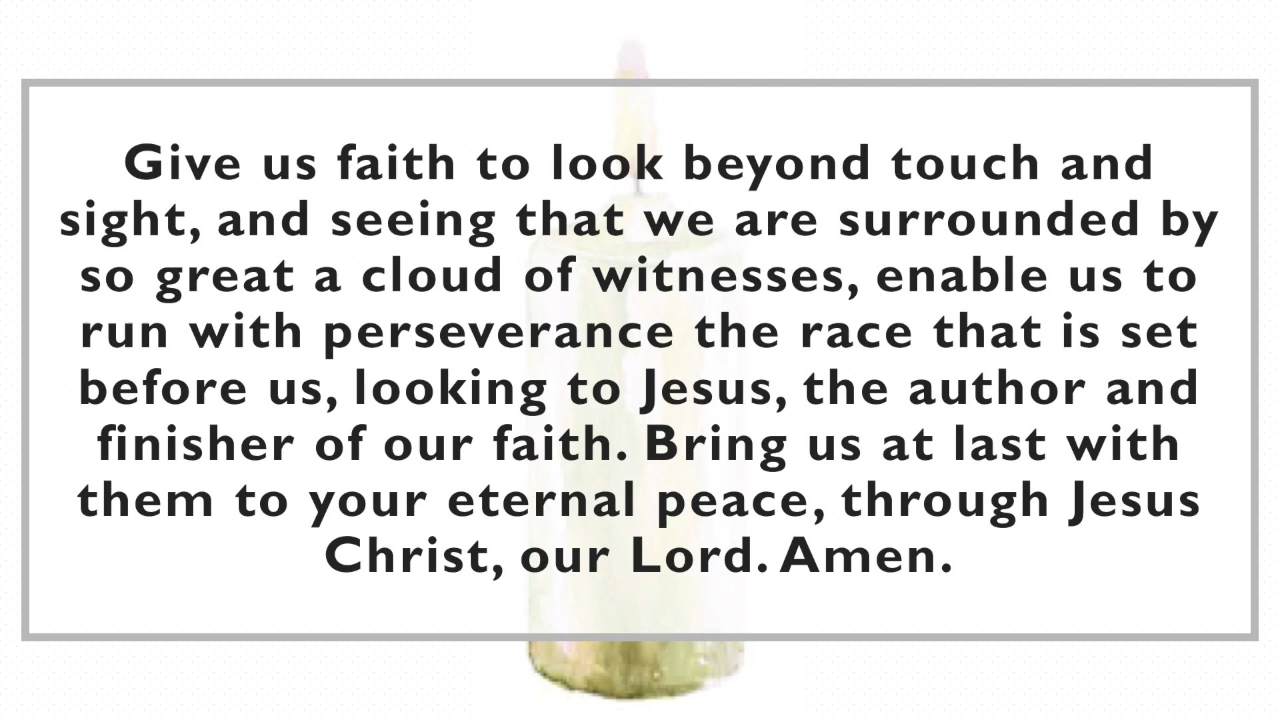 Give us faith to look beyond touch and
sight, and seeing that we are surrounded by
so great a cloud of witnesses, enable us to
run with perseverance the race that is set
before us, looking to Jesus, the author and
finisher of our faith. Bring us at last with
them to your eternal peace, through Jesus
Christ, our Lord. Amen.